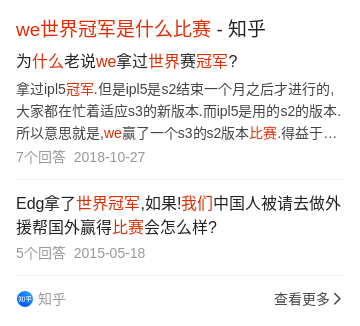 we世界冠军是什么比赛 - 知乎
为什么老说we拿过世界赛冠军?
拿过ipl5冠军.但是ipl5是s2结束一个月之后才进行的,
大家都在忙着适应s3的新版本.而ipl5是用的s2的版本.
所以意思就是,we赢了一个s3的s2版本比赛.得益于…
7个回答 2018-10-27
Edg拿了世界冠军,如果!我们中国人被请去做外
援帮国外赢得比赛会怎么样?
5个回答 2015-05-18
知乎 知乎
查看更多